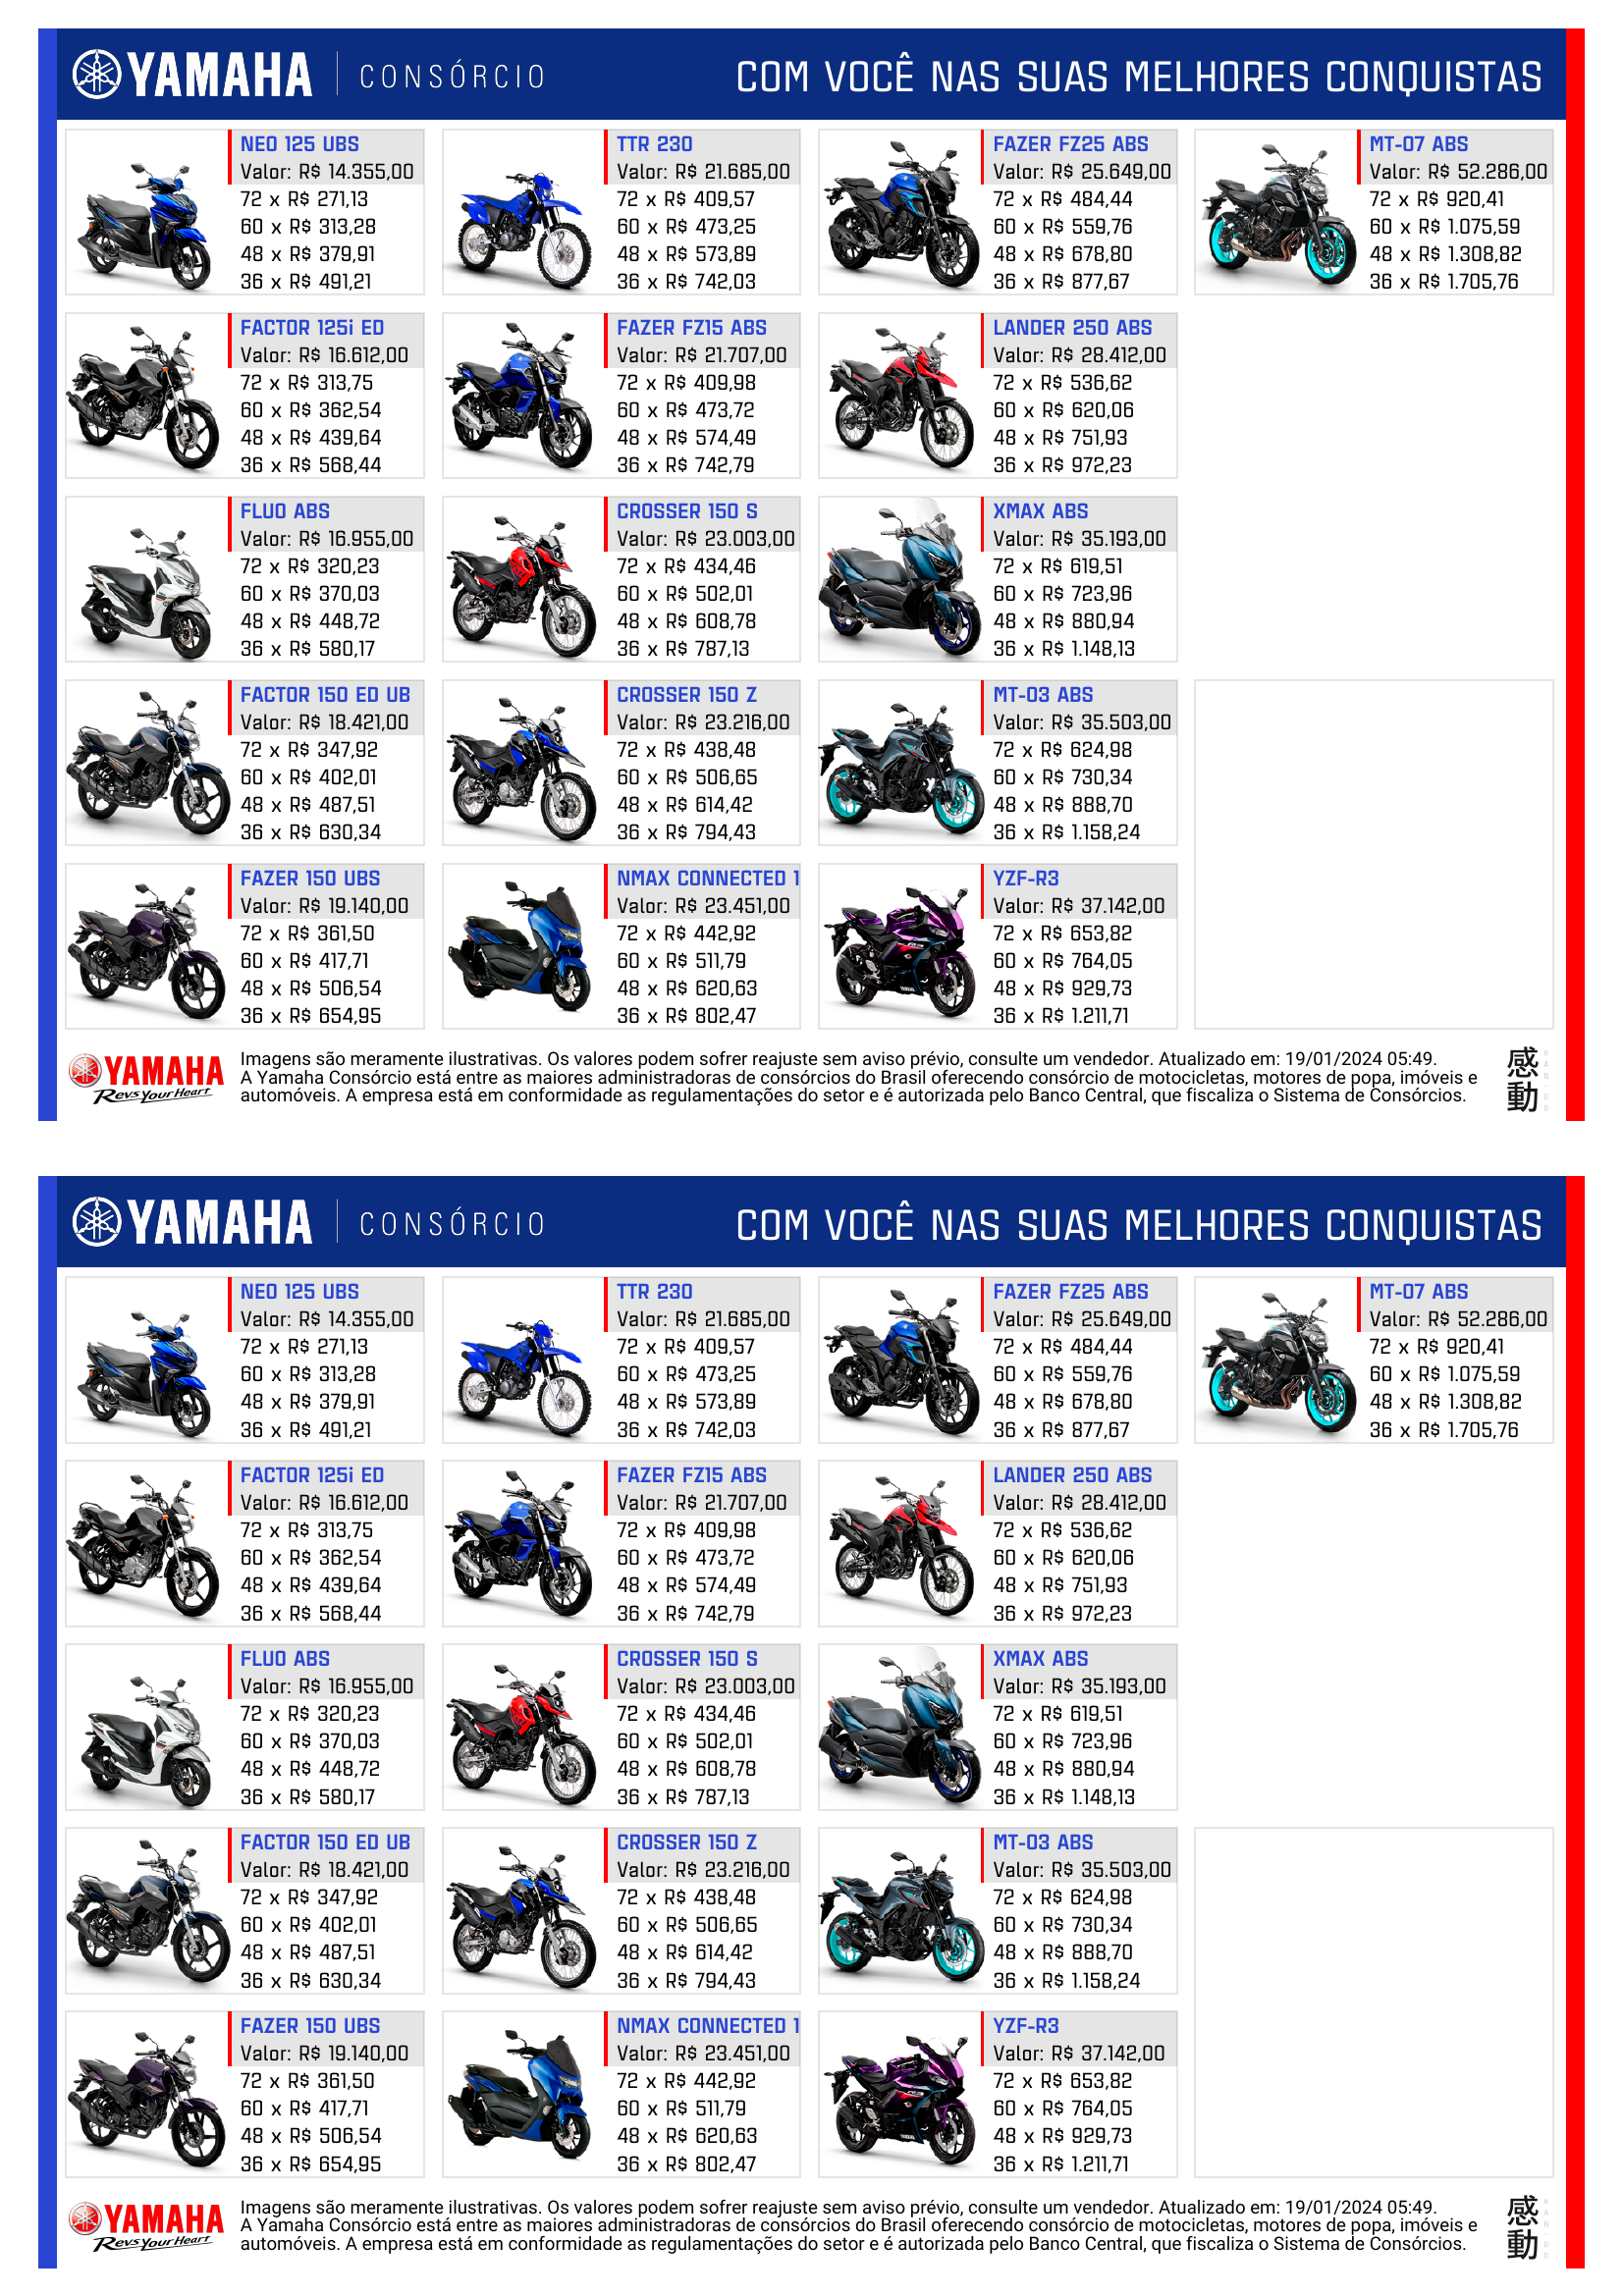 YAMAHA CONSÓRCIO COM VOCÊ NAS SUAS MELHORES CONQUISTAS
NEO 125 UBS
Valor: R$ 14.355,00
72 x R$ 271,13
60 x R$ 313,28
48 x R$ 379,91
36 x R$ 491,21
TTR 230
Valor: R$ 21.685,00
72 x R$ 409,57
60 x R$ 473,25
48 x R$ 573,89
36 x R$ 742,03
FAZER FZ25 ABS
Valor: R$ 25.649,00
72 x R$ 484,44
60 x R$ 559,76
48 x R$ 678,80
36 x R$ 877,67
MT-07 ABS
Valor: R$ 52.286,00
72 x R$ 920,41
60 x R$ 1.075,59
48 x R$ 1.308,82
36 x R$ 1.705,76
FACTOR 125i ED
Valor: R$ 16.612,00
72 x R$ 313,75
60 x R$ 362,54
48 x R$ 439,64
36 x R$ 568,44
FAZER FZ15 ABS
Valor: R$ 21.707,00
72 x R$ 409,98
60 x R$ 473,72
48 x R$ 574,49
36 x R$ 742,79
LANDER 250 ABS
Valor: R$ 28.412,00
72 x R$ 536,62
60 x R$ 620,06
48 x R$ 751,93
36 x R$ 972,23
FLUO ABS
Valor: R$ 16.955,00
72 x R$ 320,23
60 x R$ 370,03
48 x R$ 448,72
36 x R$ 580,17
CROSSER 150 S
Valor: R$ 23.003,00
72 x R$ 434,46
60 x R$ 502,01
48 x R$ 608,78
36 x R$ 787,13
XMAX ABS
Valor: R$ 35.193,00
72 x R$ 619,51
60 x R$ 723,96
48 x R$ 880,94
36 x R$ 1.148,13
FACTOR 150 ED UB
Valor: R$ 18.421,00
72 x R$ 347,92
60 x R$ 402,01
48 x R$ 487,51
36 x R$ 630,34
CROSSER 150 Z
Valor: R$ 23.216,00
72 x R$ 438,48
60 x R$ 506,65
48 x R$ 614,42
36 x R$ 794,43
MT-03 ABS
Valor: R$ 35.503,00
72 x R$ 624,98
60 x R$ 730,34
48 x R$ 888,70
36 x R$ 1.158,24
FAZER 150 UBS
Valor: R$ 19.140,00
72 x R$ 361,50
60 x R$ 417,71
48 x R$ 506,54
36 x R$ 654,95
NMAX CONNECTED 1
Valor: R$ 23.451,00
72 x R$ 442,92
60 x R$ 511,79
48 x R$ 620,63
36 x R$ 802,47
YZF-R3
Valor: R$ 37.142,00
72 x R$ 653,82
60 x R$ 764,05
48 x R$ 929,73
36 x R$ 1.211,71
YAMAHA
Revs Your Heart
Imagens são meramente ilustrativas. Os valores podem sofrer reajuste sem aviso prévio, consulte um vendedor. Atualizado em: 19/01/2024 05:49.
A Yamaha Consórcio está entre as maiores administradoras de consórcios do Brasil oferecendo consórcio de motocicletas, motores de popa, imóveis e
automóveis. A empresa está em conformidade as regulamentações do setor e é autorizada pelo Banco Central, que fiscaliza o Sistema de Consórcios.
感動
YAMAHA CONSÓRCIO COM VOCÊ NAS SUAS MELHORES CONQUISTAS
NEO 125 UBS
Valor: R$ 14.355,00
72 x R$ 271,13
60 x R$ 313,28
48 x R$ 379,91
36 x R$ 491,21
TTR 230
Valor: R$ 21.685,00
72 x R$ 409,57
60 x R$ 473,25
48 x R$ 573,89
36 x R$ 742,03
FAZER FZ25 ABS
Valor: R$ 25.649,00
72 x R$ 484,44
60 x R$ 559,76
48 x R$ 678,80
36 x R$ 877,67
MT-07 ABS
Valor: R$ 52.286,00
72 x R$ 920,41
60 x R$ 1.075,59
48 x R$ 1.308,82
36 x R$ 1.705,76
FACTOR 125i ED
Valor: R$ 16.612,00
72 x R$ 313,75
60 x R$ 362,54
48 x R$ 439,64
36 x R$ 568,44
FAZER FZ15 ABS
Valor: R$ 21.707,00
72 x R$ 409,98
60 x R$ 473,72
48 x R$ 574,49
36 x R$ 742,79
LANDER 250 ABS
Valor: R$ 28.412,00
72 x R$ 536,62
60 x R$ 620,06
48 x R$ 751,93
36 x R$ 972,23
FLUO ABS
Valor: R$ 16.955,00
72 x R$ 320,23
60 x R$ 370,03
48 x R$ 448,72
36 x R$ 580,17
CROSSER 150 S
Valor: R$ 23.003,00
72 x R$ 434,46
60 x R$ 502,01
48 x R$ 608,78
36 x R$ 787,13
XMAX ABS
Valor: R$ 35.193,00
72 x R$ 619,51
60 x R$ 723,96
48 x R$ 880,94
36 x R$ 1.148,13
FACTOR 150 ED UB
Valor: R$ 18.421,00
72 x R$ 347,92
60 x R$ 402,01
48 x R$ 487,51
36 x R$ 630,34
CROSSER 150 Z
Valor: R$ 23.216,00
72 x R$ 438,48
60 x R$ 506,65
48 x R$ 614,42
36 x R$ 794,43
MT-03 ABS
Valor: R$ 35.503,00
72 x R$ 624,98
60 x R$ 730,34
48 x R$ 888,70
36 x R$ 1.158,24
FAZER 150 UBS
Valor: R$ 19.140,00
72 x R$ 361,50
60 x R$ 417,71
48 x R$ 506,54
36 x R$ 654,95
NMAX CONNECTED 1
Valor: R$ 23.451,00
72 x R$ 442,92
60 x R$ 511,79
48 x R$ 620,63
36 x R$ 802,47
YZF-R3
Valor: R$ 37.142,00
72 x R$ 653,82
60 x R$ 764,05
48 x R$ 929,73
36 x R$ 1.211,71
YAMAHA
Revs Your Heart
Imagens são meramente ilustrativas. Os valores podem sofrer reajuste sem aviso prévio, consulte um vendedor. Atualizado em: 19/01/2024 05:49.
A Yamaha Consórcio está entre as maiores administradoras de consórcios do Brasil oferecendo consórcio de motocicletas, motores de popa, imóveis e
automóveis. A empresa está em conformidade as regulamentações do setor e é autorizada pelo Banco Central, que fiscaliza o Sistema de Consórcios.
感動